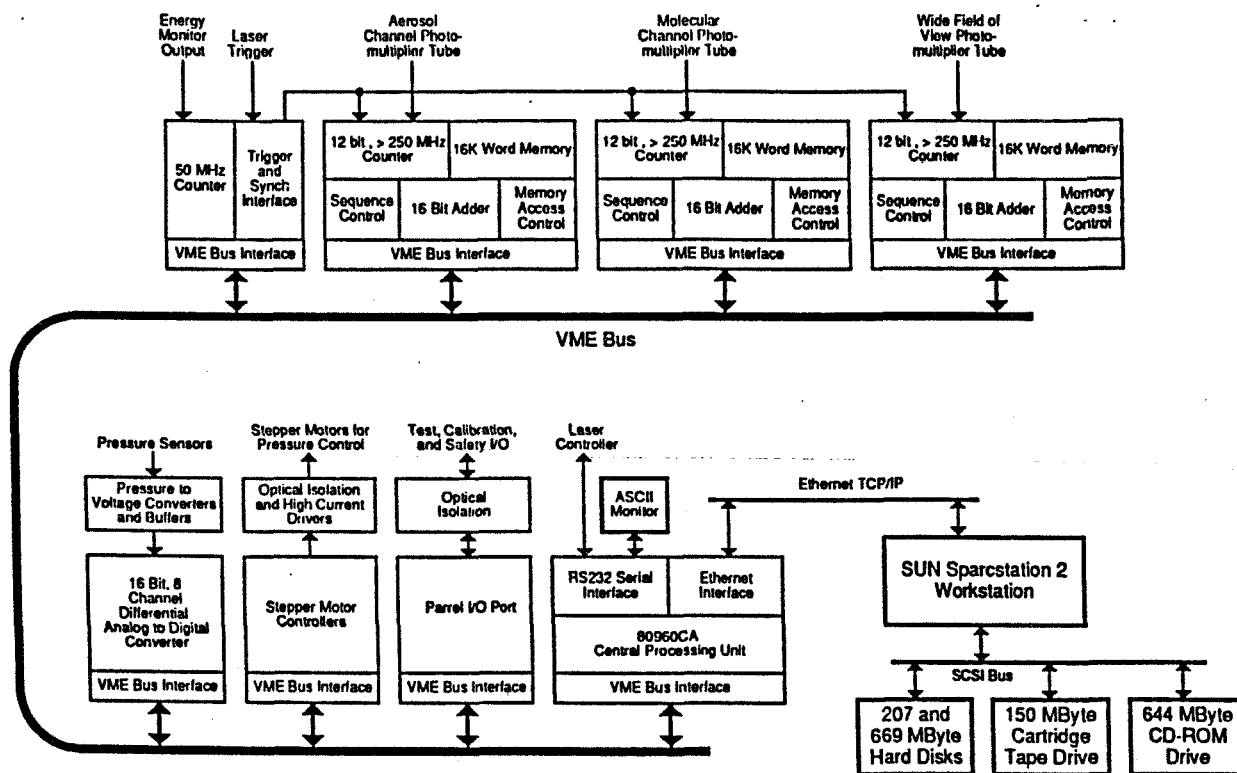 Energy
Monitor
Output
Laser
Trigger
Aerosol
Channel Photo-
multiplier Tube
Molecular
Channel Photo-
multiplier Tube
Wide Field of
View Photo-
multiplier Tube
50 MHz
Counter
Trigger
and
Synch
Interface
VME Bus Interface
12 bit , > 250 MHz
Counter
16K Word Memory
Sequence
Control
16 Bit Adder
Memory
Access
Control
VME Bus Interface
12 bit , > 250 MHz
Counter
16K Word Memory
Sequence
Control
16 Bit Adder
Memory
Access
Control
VME Bus Interface
12 bit , > 250 MHz
Counter
16K Word Memory
Sequence
Control
16 Bit Adder
Memory
Access
Control
VME Bus Interface
VME Bus
Pressure Sensors
Pressure to
Voltage Converters
and Buffers
16 Bit, 8
Channel
Differential
Analog to Digital
Converter
VME Bus Interface
Stepper Motors for
Pressure Control
Optical Isolation
and High Current
Drivers
Stepper Motor
Controllers
VME Bus Interface
Test, Calibration,
and Safety I/O
Optical
Isolation
Parrel I/O Port
VME Bus Interface
Laser
Controller
ASCII
Monitor
RS232 Serial
Interface
Ethernet
Interface
80960CA
Central Processing Unit
VME Bus Interface
Ethernet TCP/IP
SUN Sparcstation 2
Workstation
SCSI Bus
207 and
669 MByte
Hard Disks
150 MByte
Cartridge
Tape Drive
644 MByte
CD-ROM
Drive